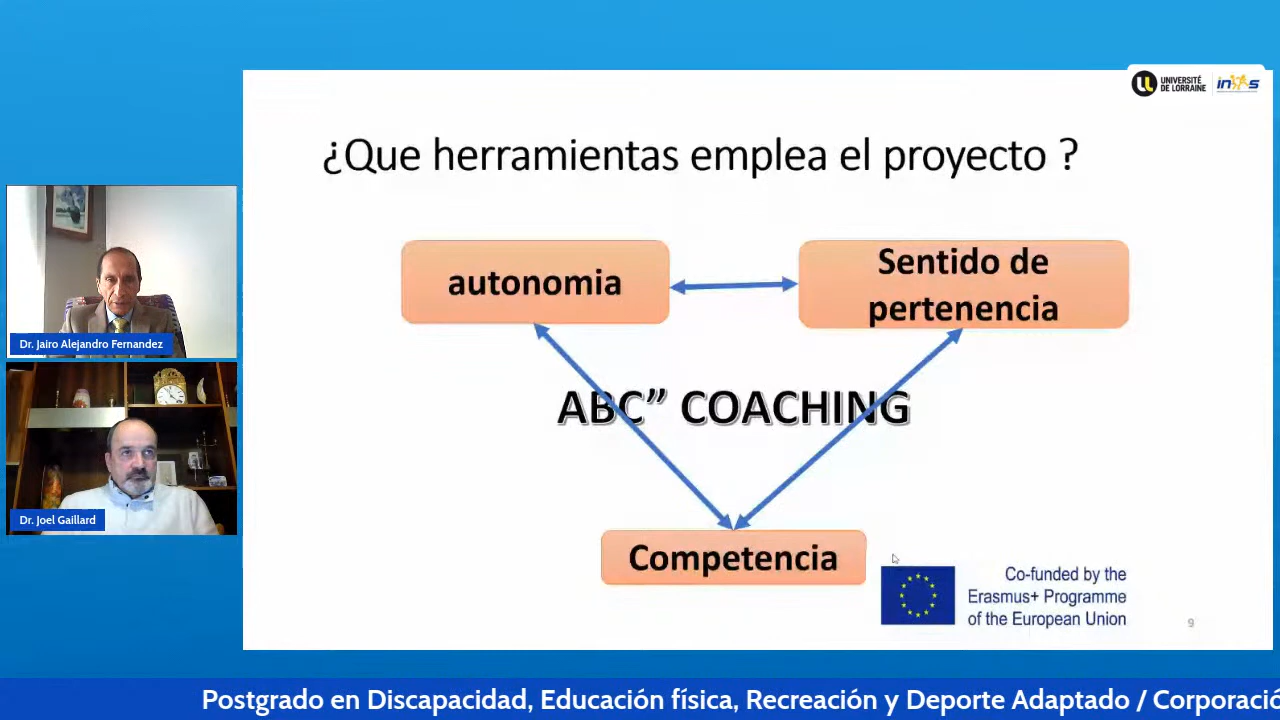 UNIVERSITÉ
DE LORRAINE
¿Que herramientas emplea el proyecto ?
autonomia
Sentido de
pertenencia
ABC” COACHING
Competencia
Co-funded by the
Erasmus+ Programme
of the European Union
9
Dr. Jairo Alejandro Fernandez
Dr. Joel Gaillard
Postgrado en Discapacidad, Educación física, Recreación y Deporte Adaptado / Corporació